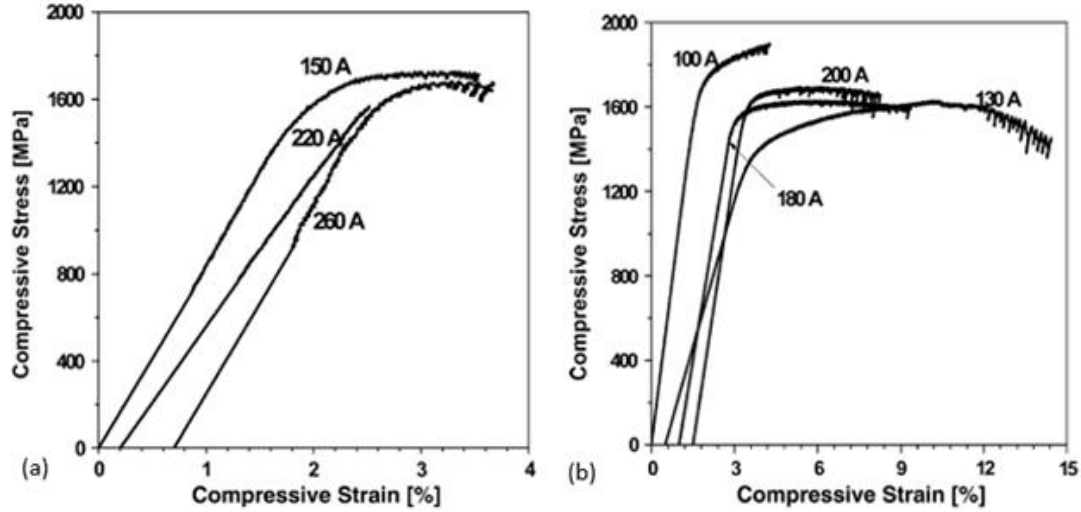 2000
1600
1200
800
400
0
Compressive Stress [MPa]
150 A
220 A
260 A
0 1 2 3 4
(a)
Compressive Strain [%]
2000
1600
1200
800
400
0
Compressive Stress [MPa]
100 A
200 A
130 A
180 A
0 3 6 9 12 15
(b)
Compressive Strain [%]